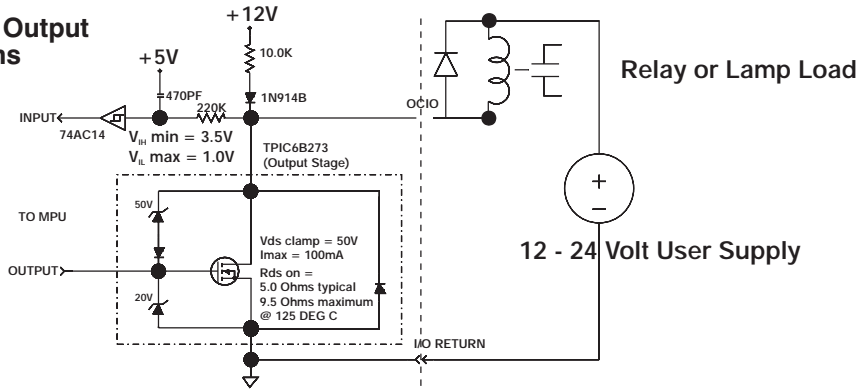 Output
ns
+12V
10.0K
+5V
470PF
220K
1N914B
INPUT
74AC14
VIH min = 3.5V
VIL max = 1.0V
OCIO
Relay or Lamp Load
TPIC6B273
(Output Stage)
TO MPU
50V
Vds clamp = 50V
Imax = 100mA
Rds on =
5.0 Ohms typical
9.5 Ohms maximum
@ 125 DEG C
OUTPUT
20V
+
−
12 - 24 Volt User Supply
I/O RETURN